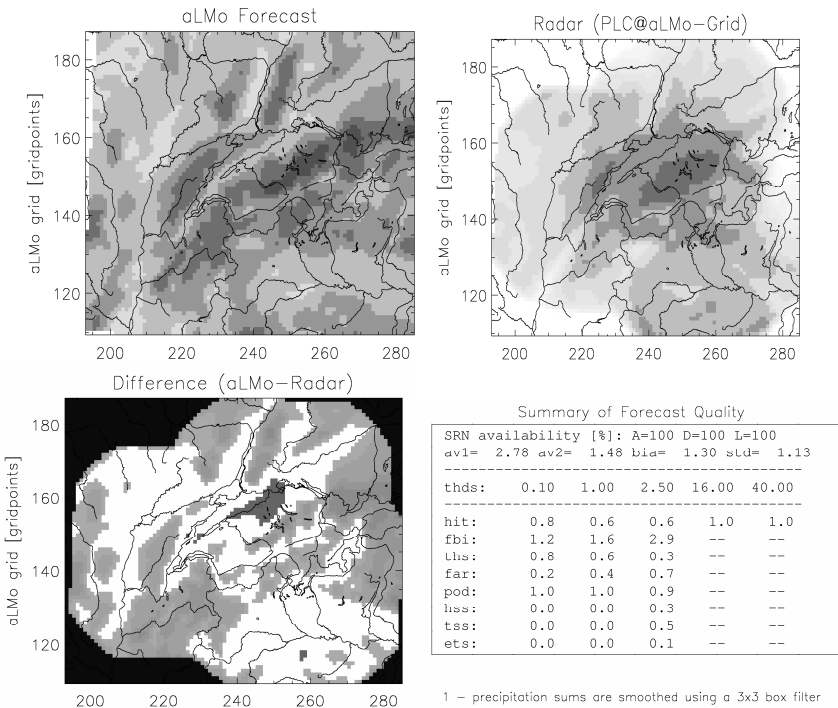 aLMo Forecast
180
160
140
120
aLMo grid [gridpoints]
200 220 240 260 280
Radar (PLC@aLMo-Grid)
180
160
140
120
aLMo grid [gridpoints]
200 220 240 260 280
Difference (aLMo-Radar)
180
160
140
120
aLMo grid [gridpoints]
200 220 240 260 280
Summary of Forecast Quality
SRN availability [%]: A=100 D=100 L=100
av1= 2.78 av2= 1.48 bia= 1.30 std= 1.13
thds: 0.10 1.00 2.50 16.00 40.00
hit: 0.8 0.6 0.6 1.0 1.0
fbi: 1.2 1.6 2.9 -- --
ths: 0.8 0.6 0.3 -- --
far: 0.2 0.4 0.7 -- --
pod: 1.0 1.0 0.9 -- --
hss: 0.0 0.0 0.3 -- --
tss: 0.0 0.0 0.5 -- --
ets: 0.0 0.0 0.1 -- --
1 - precipitation sums are smoothed using a 3x3 box filter